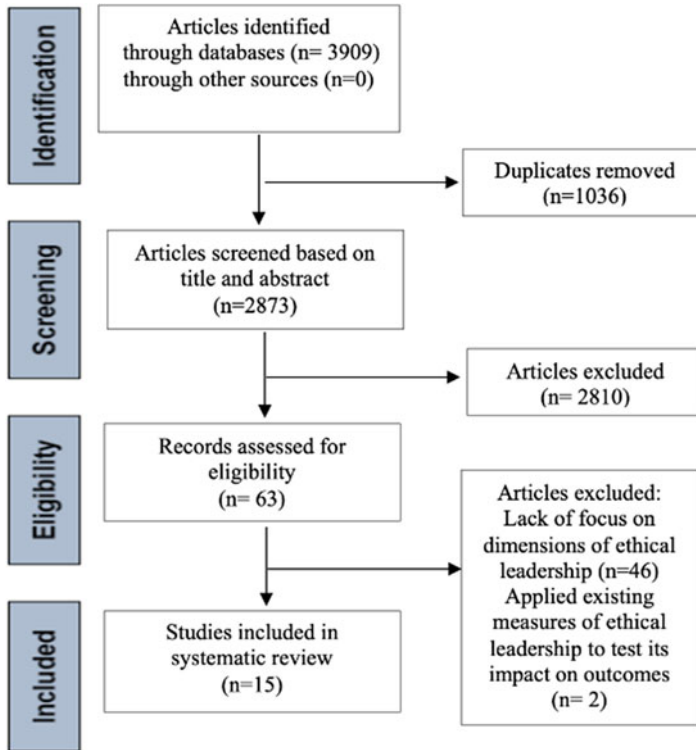 Identification
Articles identified
through databases (n= 3909)
through other sources (n=0)
Duplicates removed
(n=1036)
Screening
Articles screened based on
title and abstract
(n=2873)
Articles excluded
(n= 2810)
Eligibility
Records assessed for
eligibility
(n= 63)
Articles excluded:
Lack of focus on
dimensions of ethical
leadership (n=46)
Applied existing
measures of ethical
leadership to test its
impact on outcomes
(n= 2)
Included
Studies included in
systematic review
(n=15)